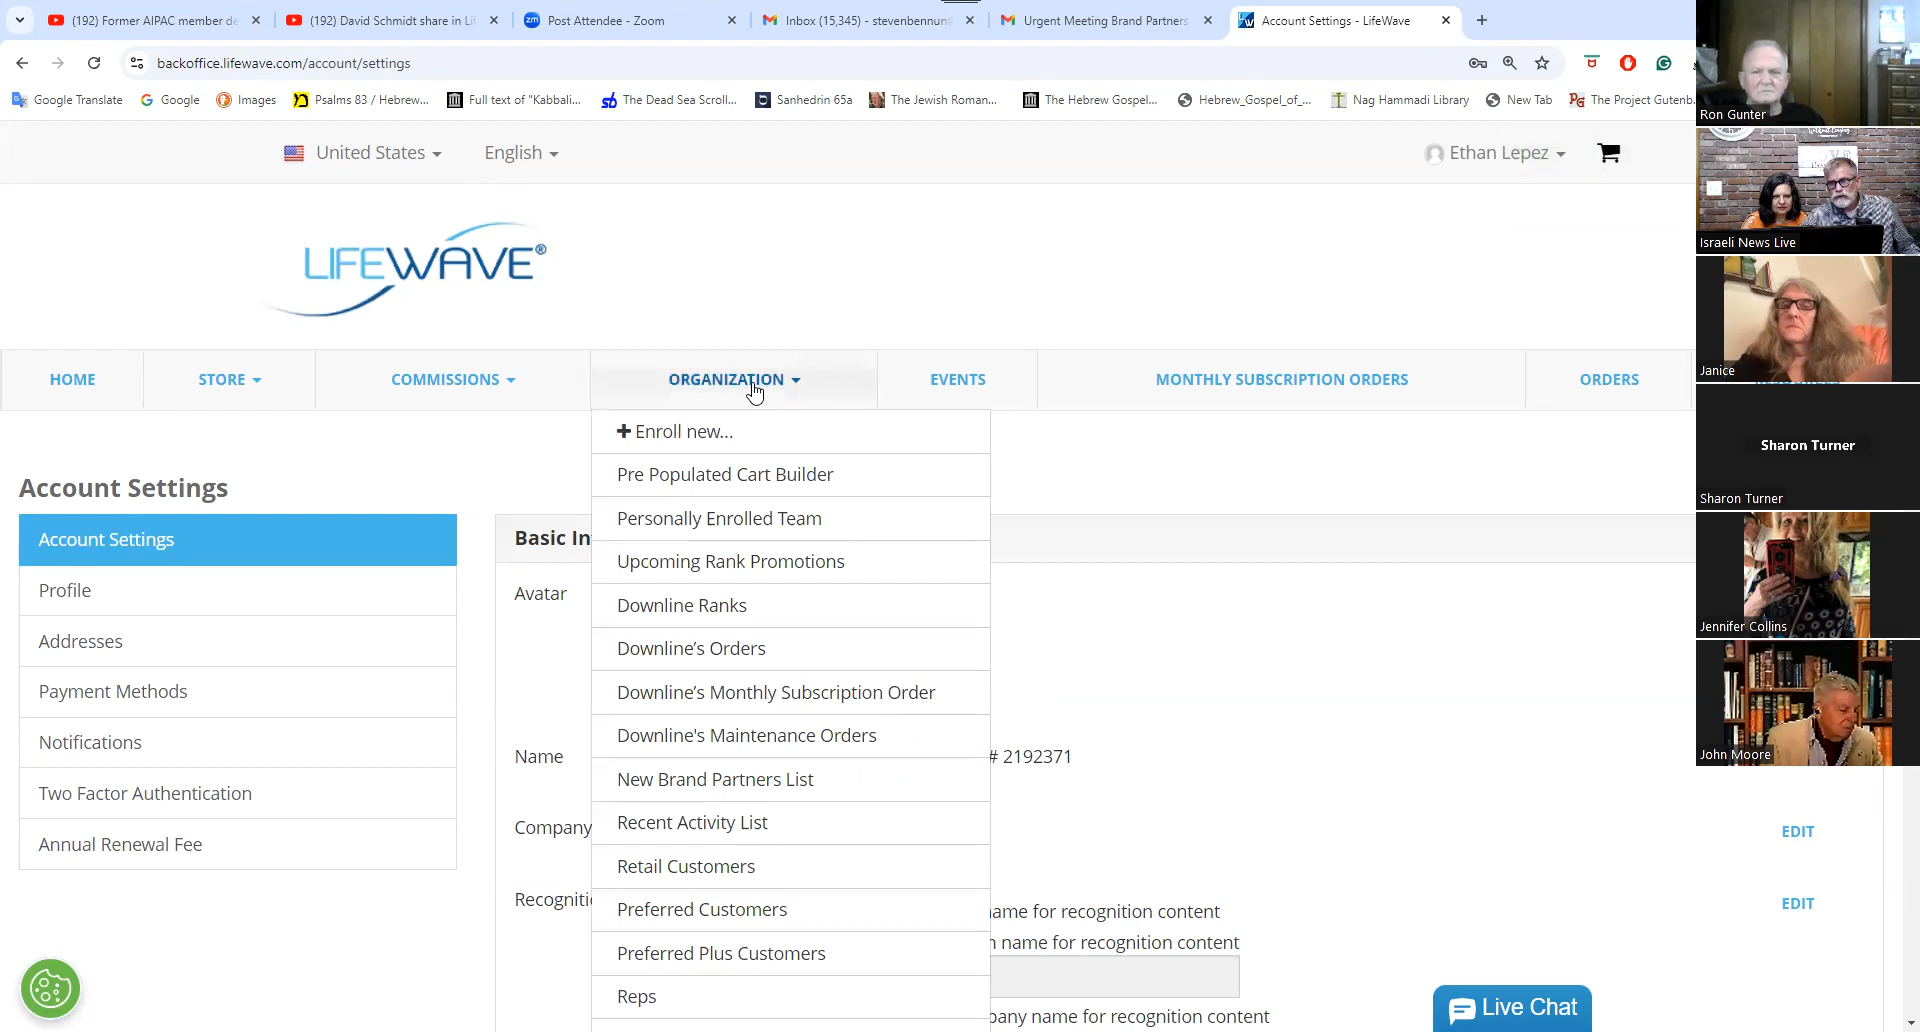 (192) Former AIPAC member de
(192) David Schmidt share in Li
zm Post Attendee - Zoom
Inbox (15,345) - stevenbennun@
Urgent Meeting Brand Partners
Account Settings - LifeWave
backoffice.lifewave.com/account/settings
Google Translate
Google
Images
Psalms 83 / Hebrew...
Full text of "Kabbali...
The Dead Sea Scroll...
Sanhedrin 65a
The Jewish Roman...
The Hebrew Gospel...
Hebrew_Gospel_of_...
Nag Hammadi Library
New Tab
The Project Gutenb.
United States
English
Ethan Lepez
LIFEWAVE®
HOME
STORE
COMMISSIONS
ORGANIZATION
EVENTS
MONTHLY SUBSCRIPTION ORDERS
ORDERS
Enroll new...
Pre Populated Cart Builder
Personally Enrolled Team
Upcoming Rank Promotions
Downline Ranks
Downline’s Orders
Downline’s Monthly Subscription Order
Downline's Maintenance Orders
New Brand Partners List
Recent Activity List
Retail Customers
Preferred Customers
Preferred Plus Customers
Reps
Account Settings
Account Settings
Profile
Addresses
Payment Methods
Notifications
Two Factor Authentication
Annual Renewal Fee
Basic In
Avatar
Name
# 2192371
Company
EDIT
Recogniti
EDIT
name for recognition content
n name for recognition content
pany name for recognition content
Live Chat
Ron Gunter
Israeli News Live
Janice
Sharon Turner
Sharon Turner
Jennifer Collins
John Moore